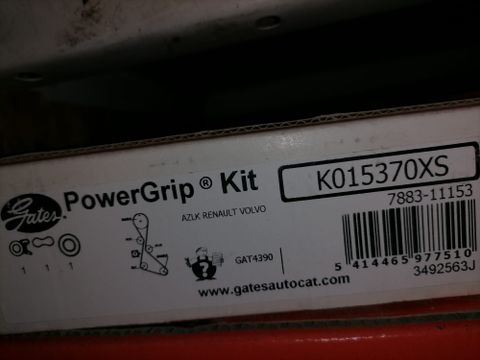 Gates
PowerGrip® Kit
K015370XS
7883-11153
AZLK RENAULT VOLVO
1 1 1
?
GAT4390
5 414465 977510
3492563J
www.gatesautocat.com